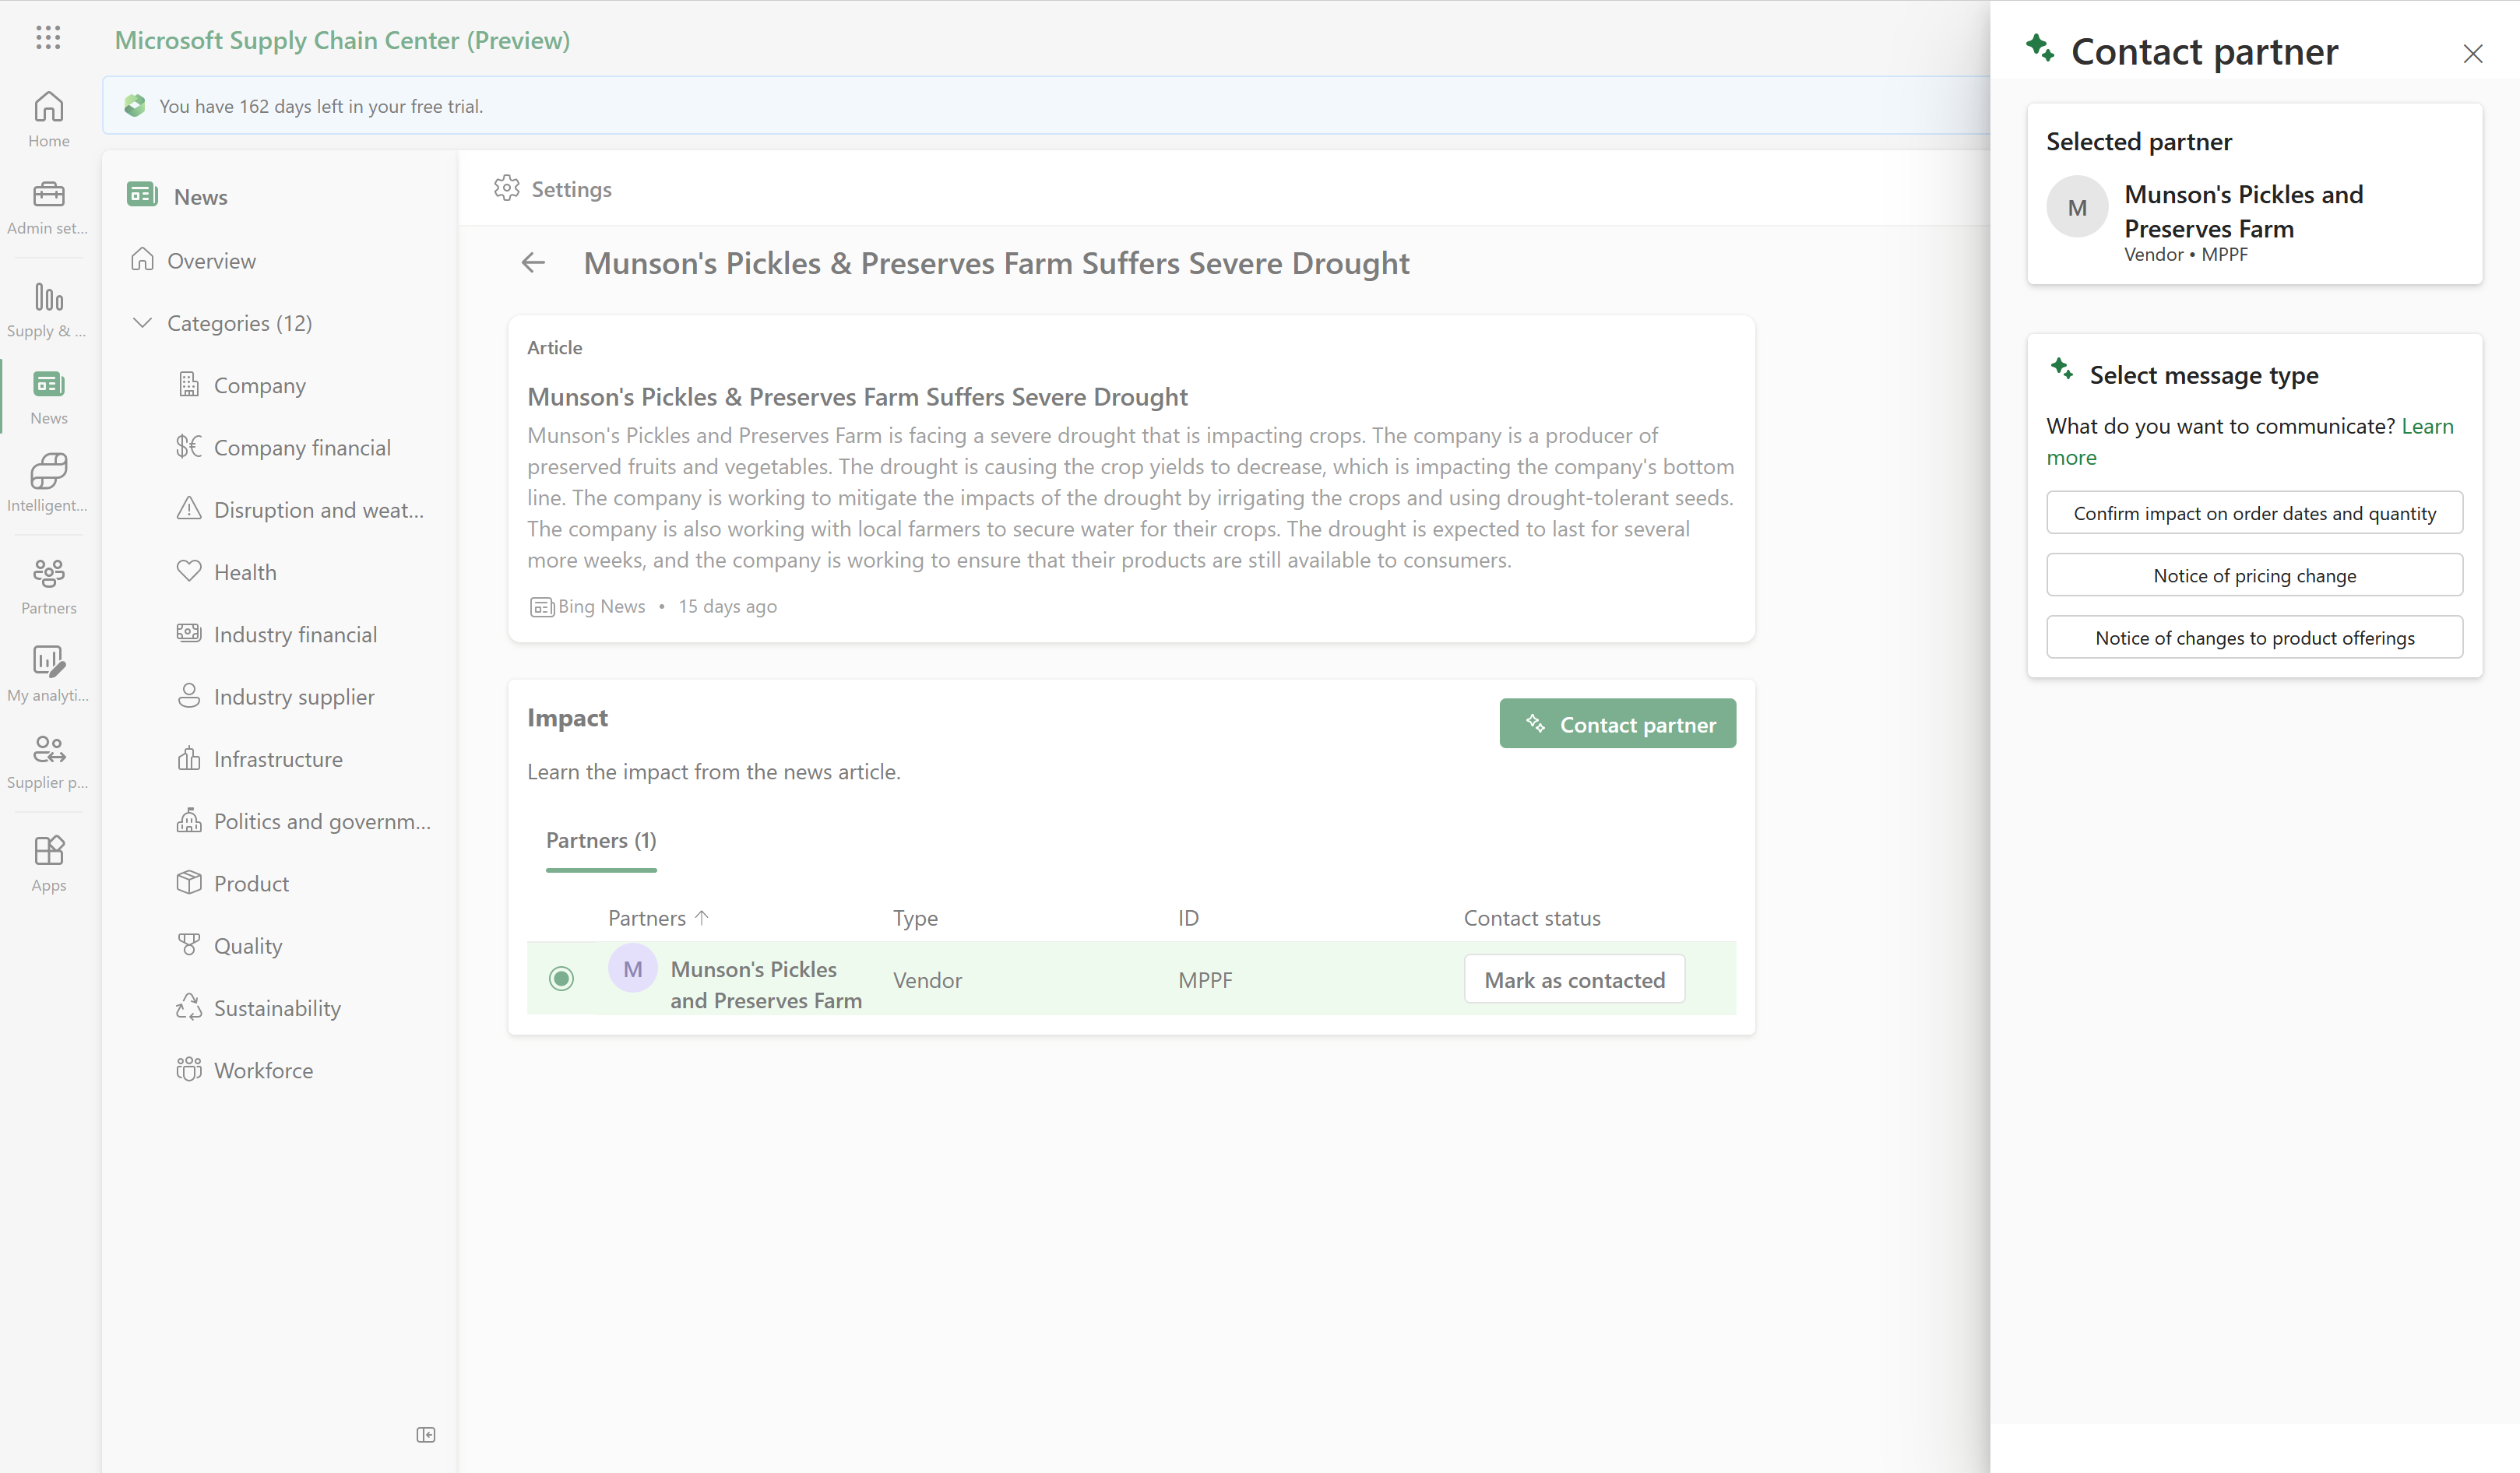 Microsoft Supply Chain Center (Preview)
You have 162 days left in your free trial.
Home
Admin set...
Supply & ...
News
Intelligent...
Partners
My analyti...
Supplier p...
Apps
News
Overview
Categories (12)
Company
Company financial
Disruption and weat...
Health
Industry financial
Industry supplier
Infrastructure
Politics and governm...
Product
Quality
Sustainability
Workforce
Settings
Munson's Pickles & Preserves Farm Suffers Severe Drought
Article
Munson's Pickles & Preserves Farm Suffers Severe Drought
Munson's Pickles and Preserves Farm is facing a severe drought that is impacting crops. The company is a producer of
preserved fruits and vegetables. The drought is causing the crop yields to decrease, which is impacting the company's bottom
line. The company is working to mitigate the impacts of the drought by irrigating the crops and using drought-tolerant seeds.
The company is also working with local farmers to secure water for their crops. The drought is expected to last for several
more weeks, and the company is working to ensure that their products are still available to consumers.
Bing News • 15 days ago
Impact
Contact partner
Learn the impact from the news article.
Partners (1)
Partners ↑ Type ID Contact status
M Munson's Pickles
and Preserves Farm
Vendor MPPF Mark as contacted
Contact partner
Selected partner
M
Munson's Pickles and
Preserves Farm
Vendor • MPPF
Select message type
What do you want to communicate? Learn
more
Confirm impact on order dates and quantity
Notice of pricing change
Notice of changes to product offerings